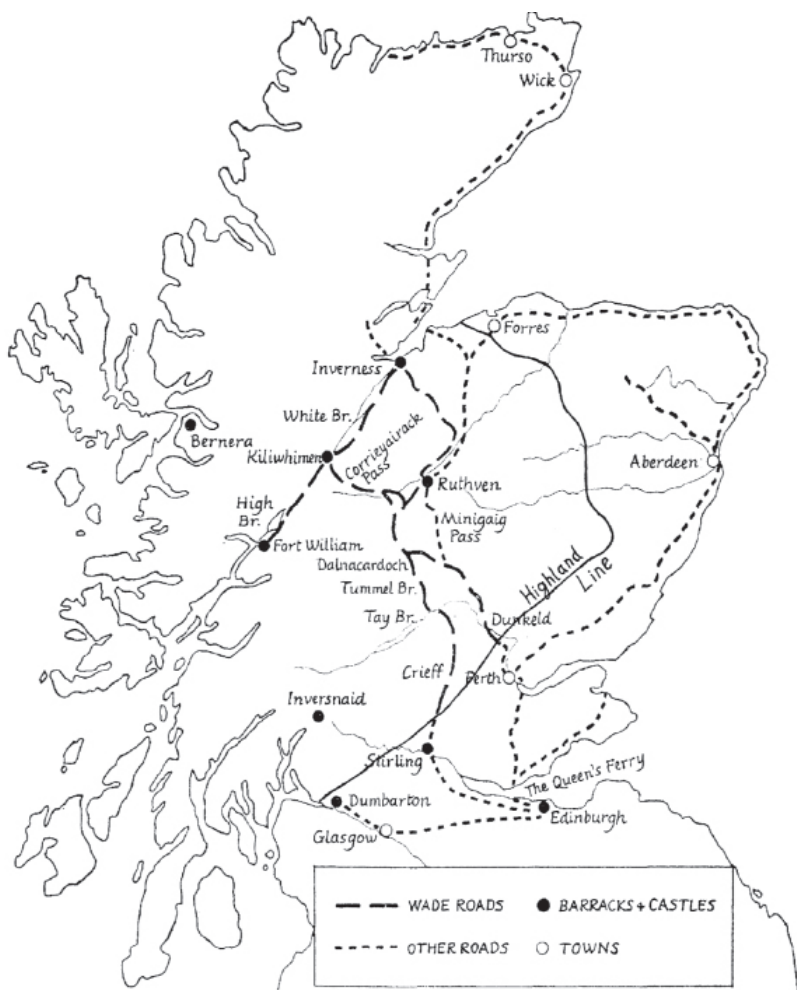 Thurso
Wick
Forres
Inverness
White Br.
Bernera
Kiliwhimen
Corrieyairack
Pass
Aberdeen
Ruthven
High
Br.
Minigaig
Pass
Fort William
Dalnacardoch
Highland
Line
Tummel Br.
Tay Br.
Dunkeld
Crieff
Perth
Inversnaid
Stirling
The Queen's Ferry
Dumbarton
Edinburgh
Glasgow
WADE ROADS
BARRACKS + CASTLES
OTHER ROADS
TOWNS